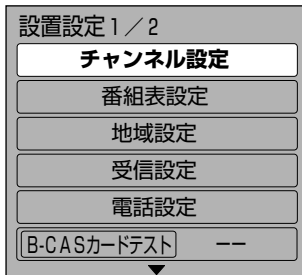 設置設定1／2
チャンネル設定
番組表設定
地域設定
受信設定
電話設定
B-CASカードテスト −−